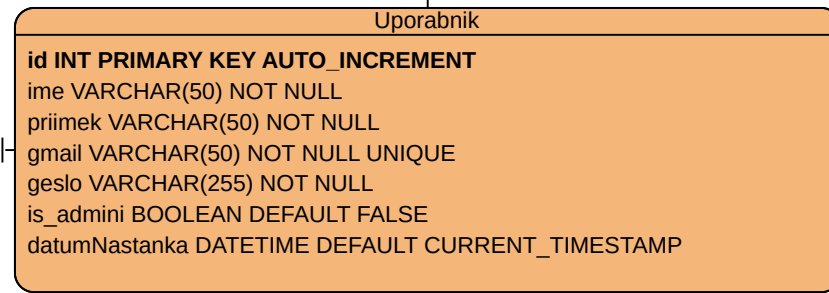 Uporabnik
id INT PRIMARY KEY AUTO_INCREMENT
ime VARCHAR(50) NOT NULL
priimek VARCHAR(50) NOT NULL
gmail VARCHAR(50) NOT NULL UNIQUE
geslo VARCHAR(255) NOT NULL
is_admini BOOLEAN DEFAULT FALSE
datumNastanka DATETIME DEFAULT CURRENT_TIMESTAMP